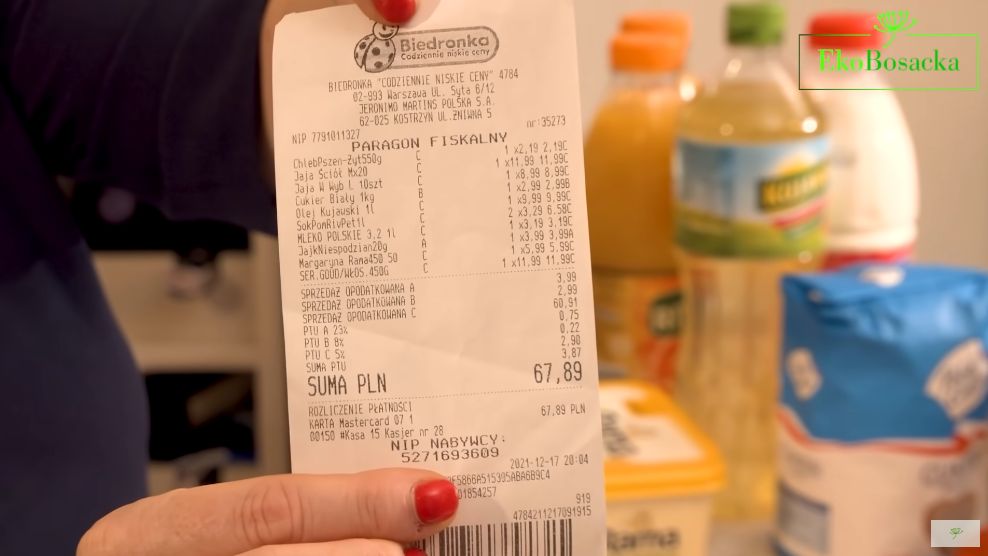 Biedronka
Codziennie niskie ceny
EkoBosacka
BIEDRONKA "CODZIENNIE NISKIE CENY" 4784
02-993 Warszawa UL. Syta 6/12
JERONIMO MARTINS POLSKA S.A.
62-025 KOSTRZYN UL.ŻNIWNA 5
NIP 7791011327 nr:35273
PARAGON FISKALNY
ChlebPszen-Żyt550g C 1 x2,19 2,19C
Jaja Ściół Mx20 C 1 x11,99 11,99C
Jaja W Wyb L 10szt C 1 x8,99 8,99C
Cukier Biały 1kg B 1 x2,99 2,99B
Olej Kujawski 1l C 1 x9,99 9,99C
SokPomRivPet1l C 2 x3,29 6,58C
MLEKO POLSKIE 3,2 1l C 1 x3,19 3,19C
JajkNiespodzian20g A 1 x3,99 3,99A
Margaryna Rama450 50 C 1 x5,99 5,99C
SER.GOUD/WŁOS.450G C 1 x11,99 11,99C
SPRZEDAŻ OPODATKOWANA A 3,99
SPRZEDAŻ OPODATKOWANA B 2,99
SPRZEDAŻ OPODATKOWANA C 60,91
PTU A 23% 0,75
PTU B 8% 0,22
PTU C 5% 2,90
SUMA PTU 3,87
SUMA PLN 67,89
ROZLICZENIE PŁATNOŚCI
KARTA Mastercard 07 1 67,89 PLN
00150 #Kasa 15 Kasjer nr 28
NIP NABYWCY:
5271693609
2021-12-17 20:04
5866A515305ABA6B9C4
01854257
919
4784211217091915